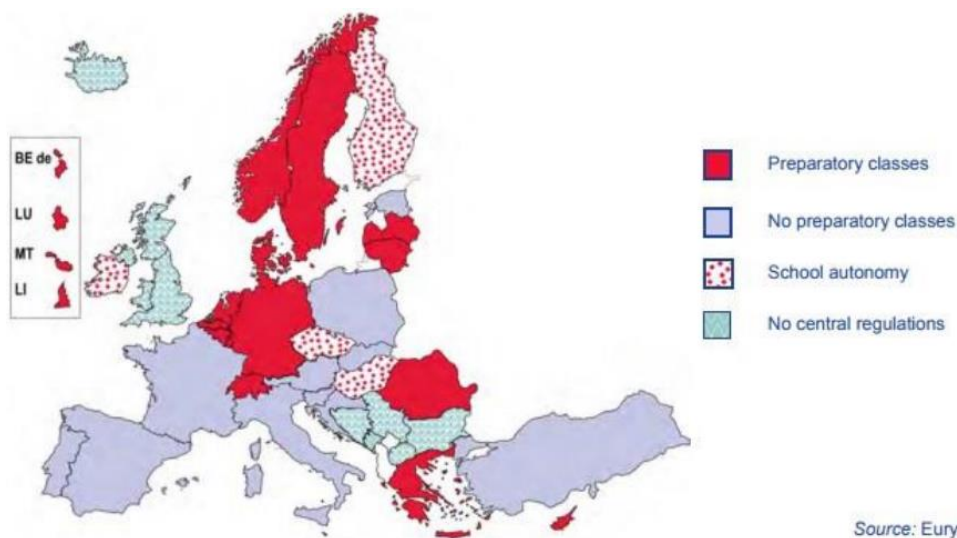 BE de
LU
MT
LI
Preparatory classes
No preparatory classes
School autonomy
No central regulations
Source: Eury